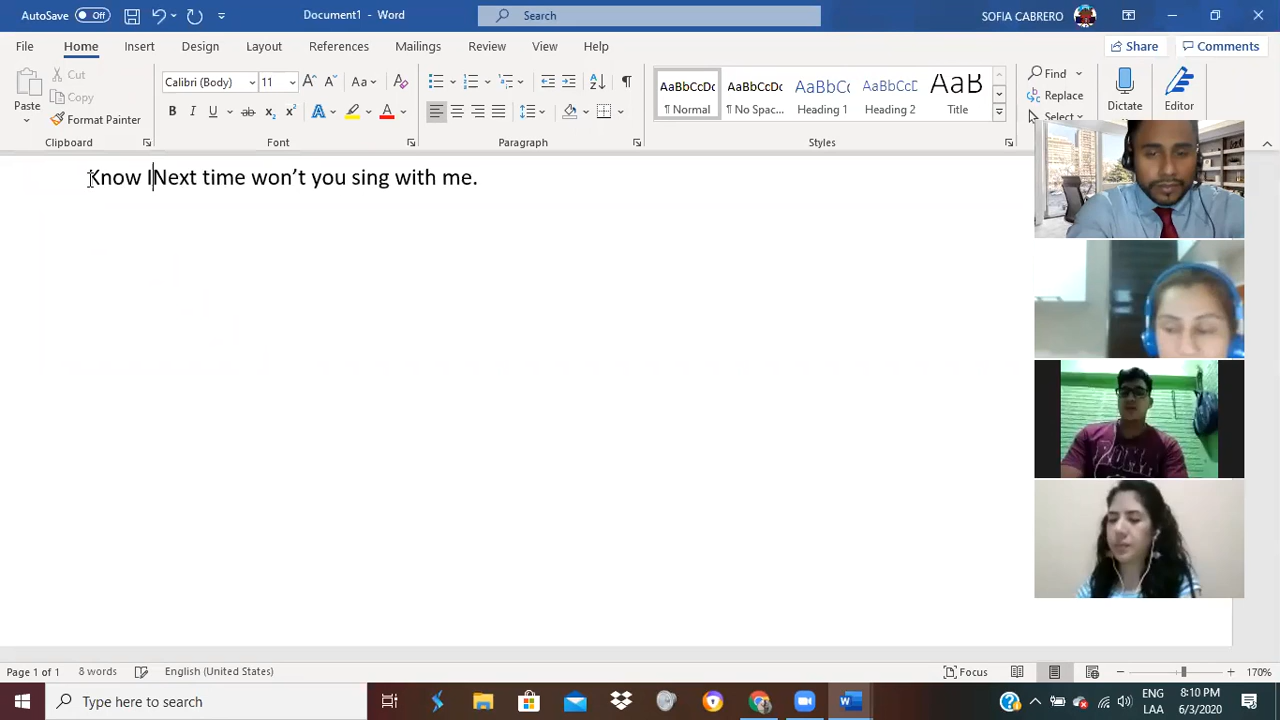 AutoSave Off Document1 - Word Search SOFIA CABRERO
File Home Insert Design Layout References Mailings Review View Help Share Comments
Paste
Cut
Copy
Format Painter
Clipboard
Calibri (Body) 11
Font
Paragraph
AaBbCcDc AaBbCcDc AaBbCc AaBbCcD AaB
¶ Normal ¶ No Spac... Heading 1 Heading 2 Title
Styles
Find
Replace
Select
Dictate
Editor
Know INext time won’t you sing with me.
Page 1 of 1 8 words English (United States) Focus 170%
Type here to search
ENG
LAA
8:10 PM
6/3/2020